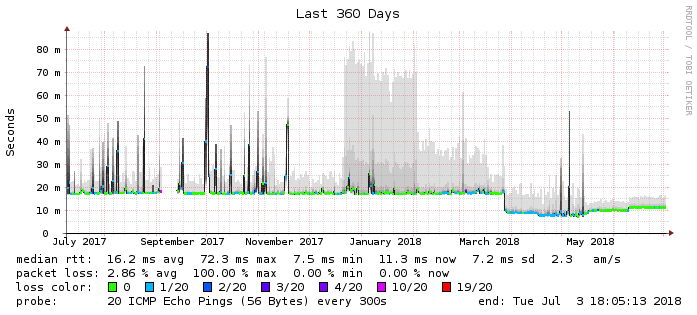 Last 360 Days
RRDTOOL / TOBI OETIKER
Seconds
80 m
70 m
60 m
50 m
40 m
30 m
20 m
10 m
0
July 2017 September 2017 November 2017 January 2018 March 2018 May 2018
median rtt: 16.2 ms avg 72.3 ms max 7.5 ms min 11.3 ms now 7.2 ms sd 2.3 am/s
packet loss: 2.86 % avg 100.00 % max 0.00 % min 0.00 % now
loss color: 0 1/20 2/20 3/20 4/20 10/20 19/20
probe: 20 ICMP Echo Pings (56 Bytes) every 300s end: Tue Jul 3 18:05:13 2018